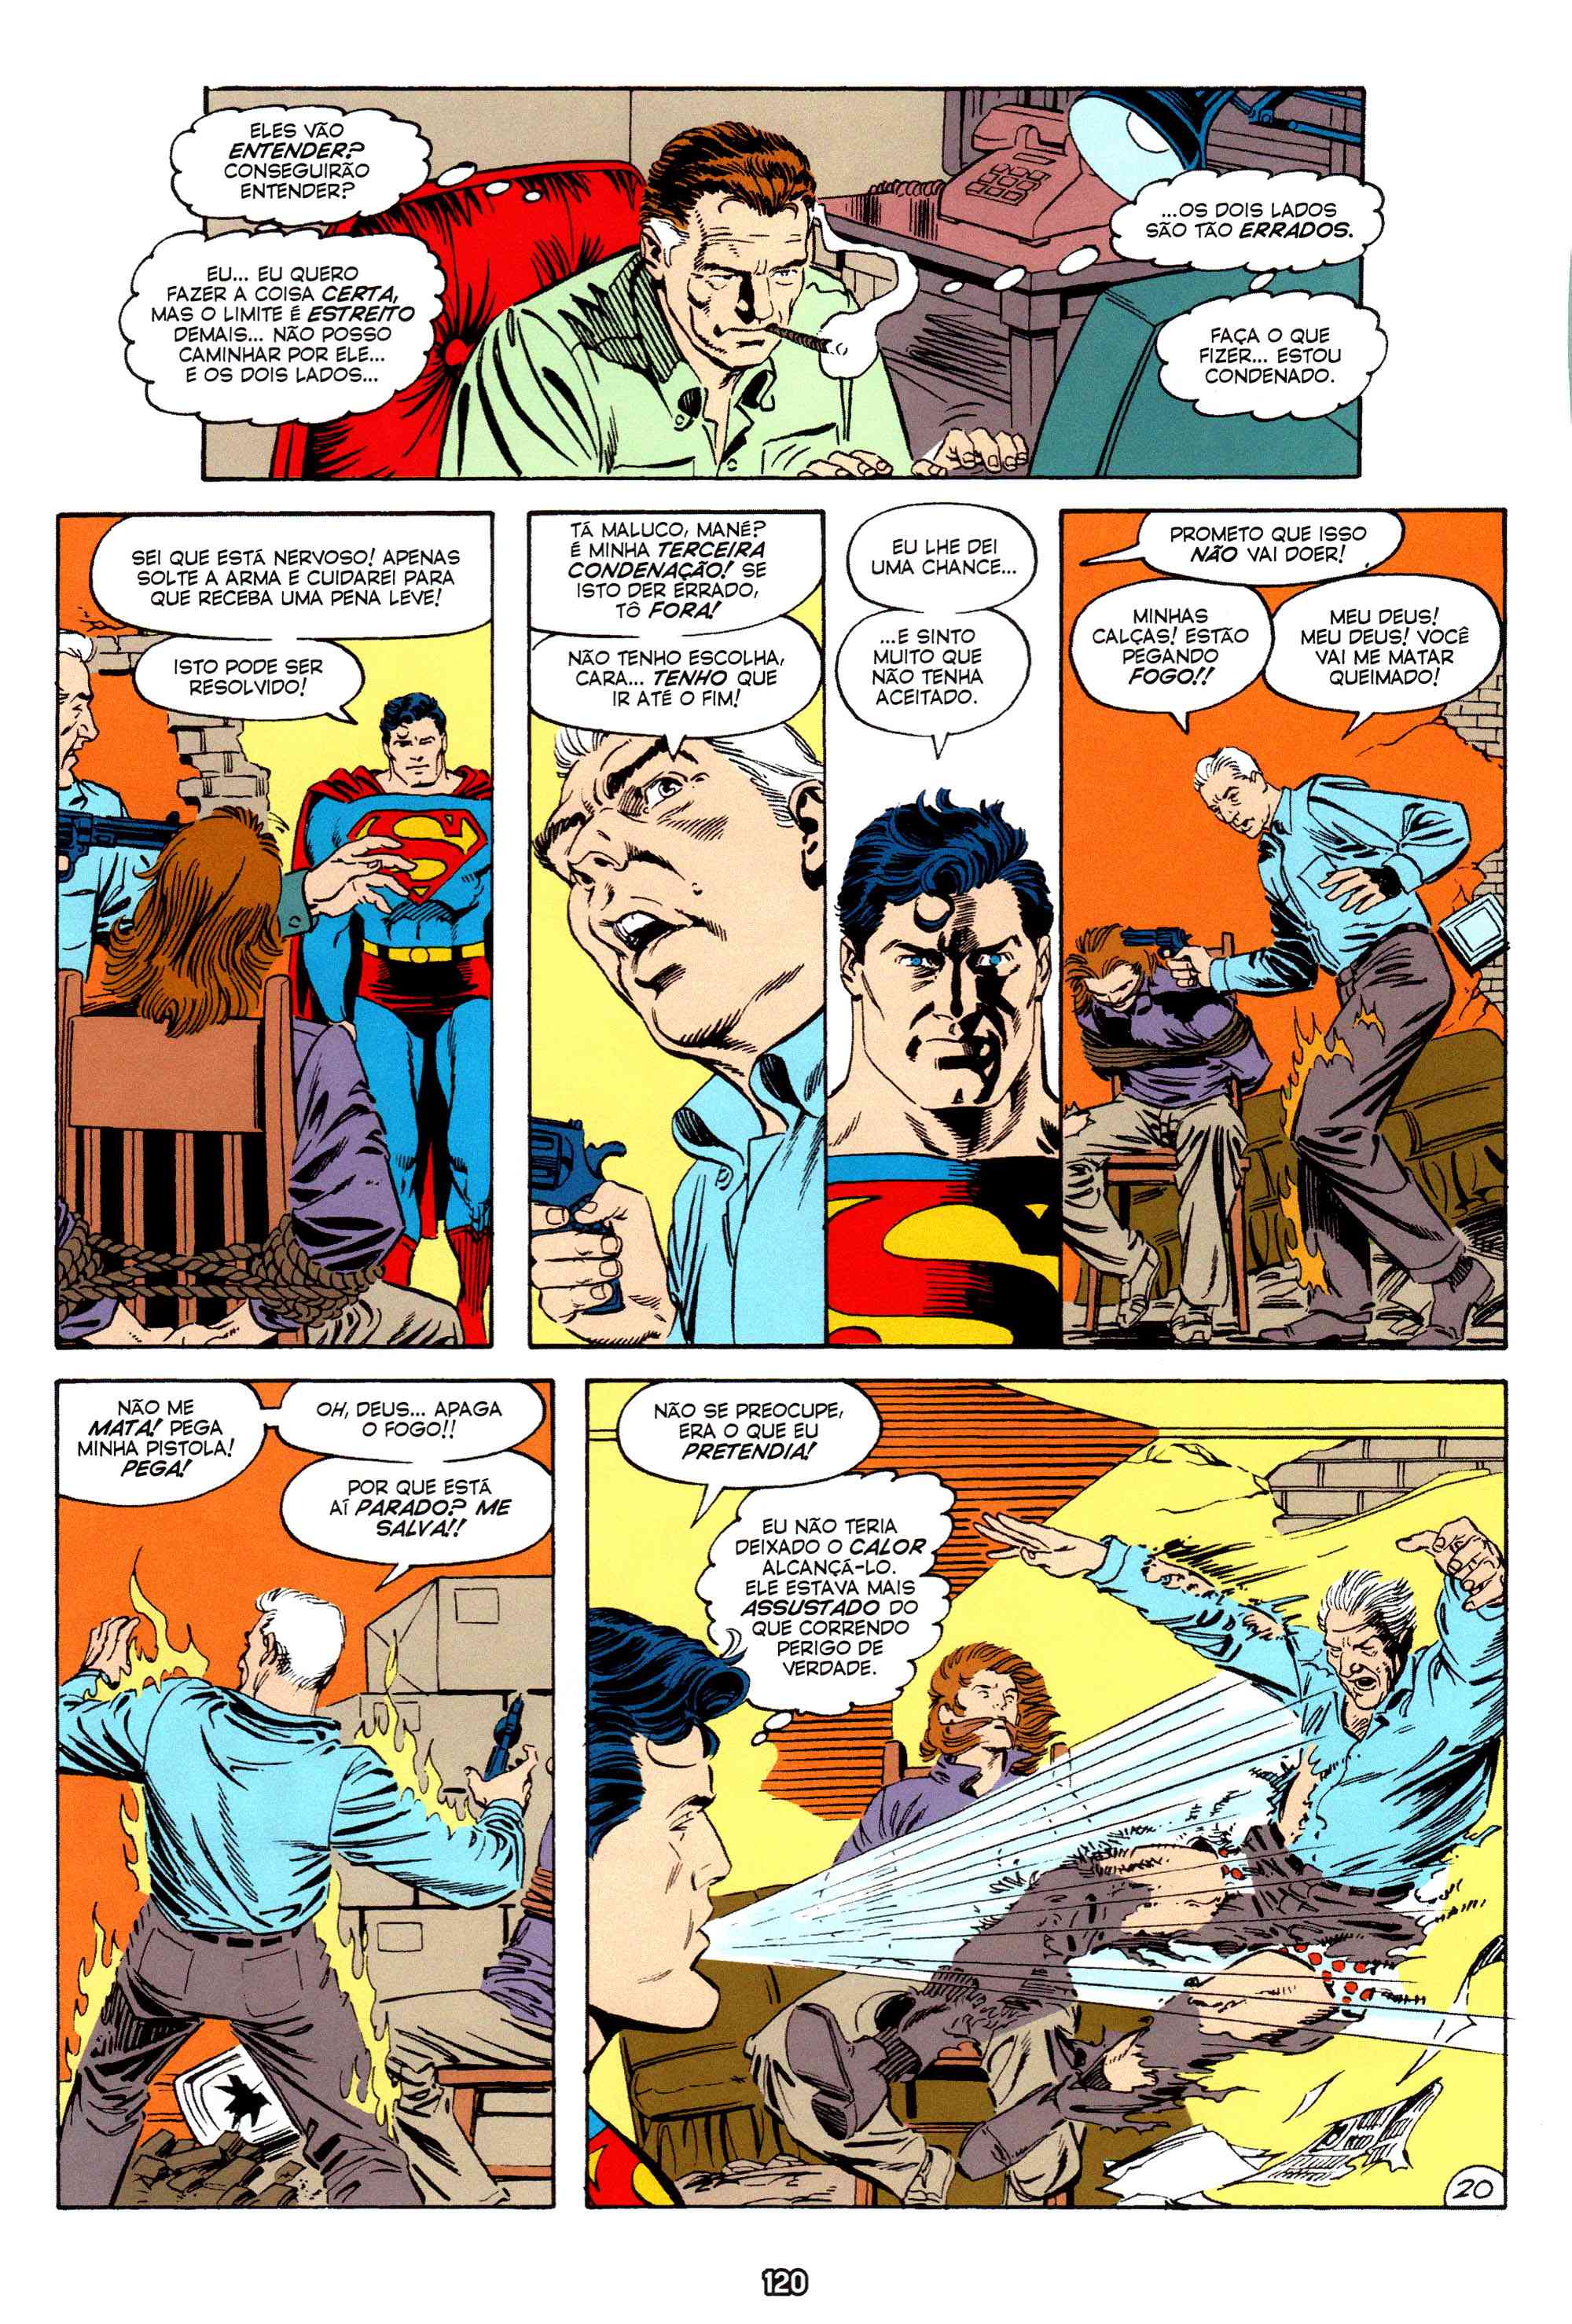 ELES VÃO
ENTENDER?
CONSEGUIRÃO
ENTENDER?
EU... EU QUERO
FAZER A COISA CERTA,
MAS O LIMITE É ESTREITO
DEMAIS... NÃO POSSO
CAMINHAR POR ELE...
E OS DOIS LADOS...
...OS DOIS LADOS
SÃO TÃO ERRADOS.
FAÇA O QUE
FIZER... ESTOU
CONDENADO.
SEI QUE ESTÁ NERVOSO! APENAS
SOLTE A ARMA E CUIDAREI PARA
QUE RECEBA UMA PENA LEVE!
ISTO PODE SER
RESOLVIDO!
TÁ MALUCO, MANÉ?
É MINHA TERCEIRA
CONDENAÇÃO! SE
ISTO DER ERRADO,
TÔ FORA!
NÃO TENHO ESCOLHA,
CARA... TENHO QUE
IR ATÉ O FIM!
EU LHE DEI
UMA CHANCE...
...E SINTO
MUITO QUE
NÃO TENHA
ACEITADO.
PROMETO QUE ISSO
NÃO VAI DOER!
MINHAS
CALÇAS! ESTÃO
PEGANDO
FOGO!!
MEU DEUS!
MEU DEUS! VOCÊ
VAI ME MATAR
QUEIMADO!
NÃO ME
MATA! PEGA
MINHA PISTOLA!
PEGA!
OH, DEUS... APAGA
O FOGO!!
POR QUE ESTÁ
AÍ PARADO? ME
SALVA!!
NÃO SE PREOCUPE,
ERA O QUE EU
PRETENDIA!
EU NÃO TERIA
DEIXADO O CALOR
ALCANÇÁ-LO.
ELE ESTAVA MAIS
ASSUSTADO DO
QUE CORRENDO
PERIGO DE
VERDADE.
20
120